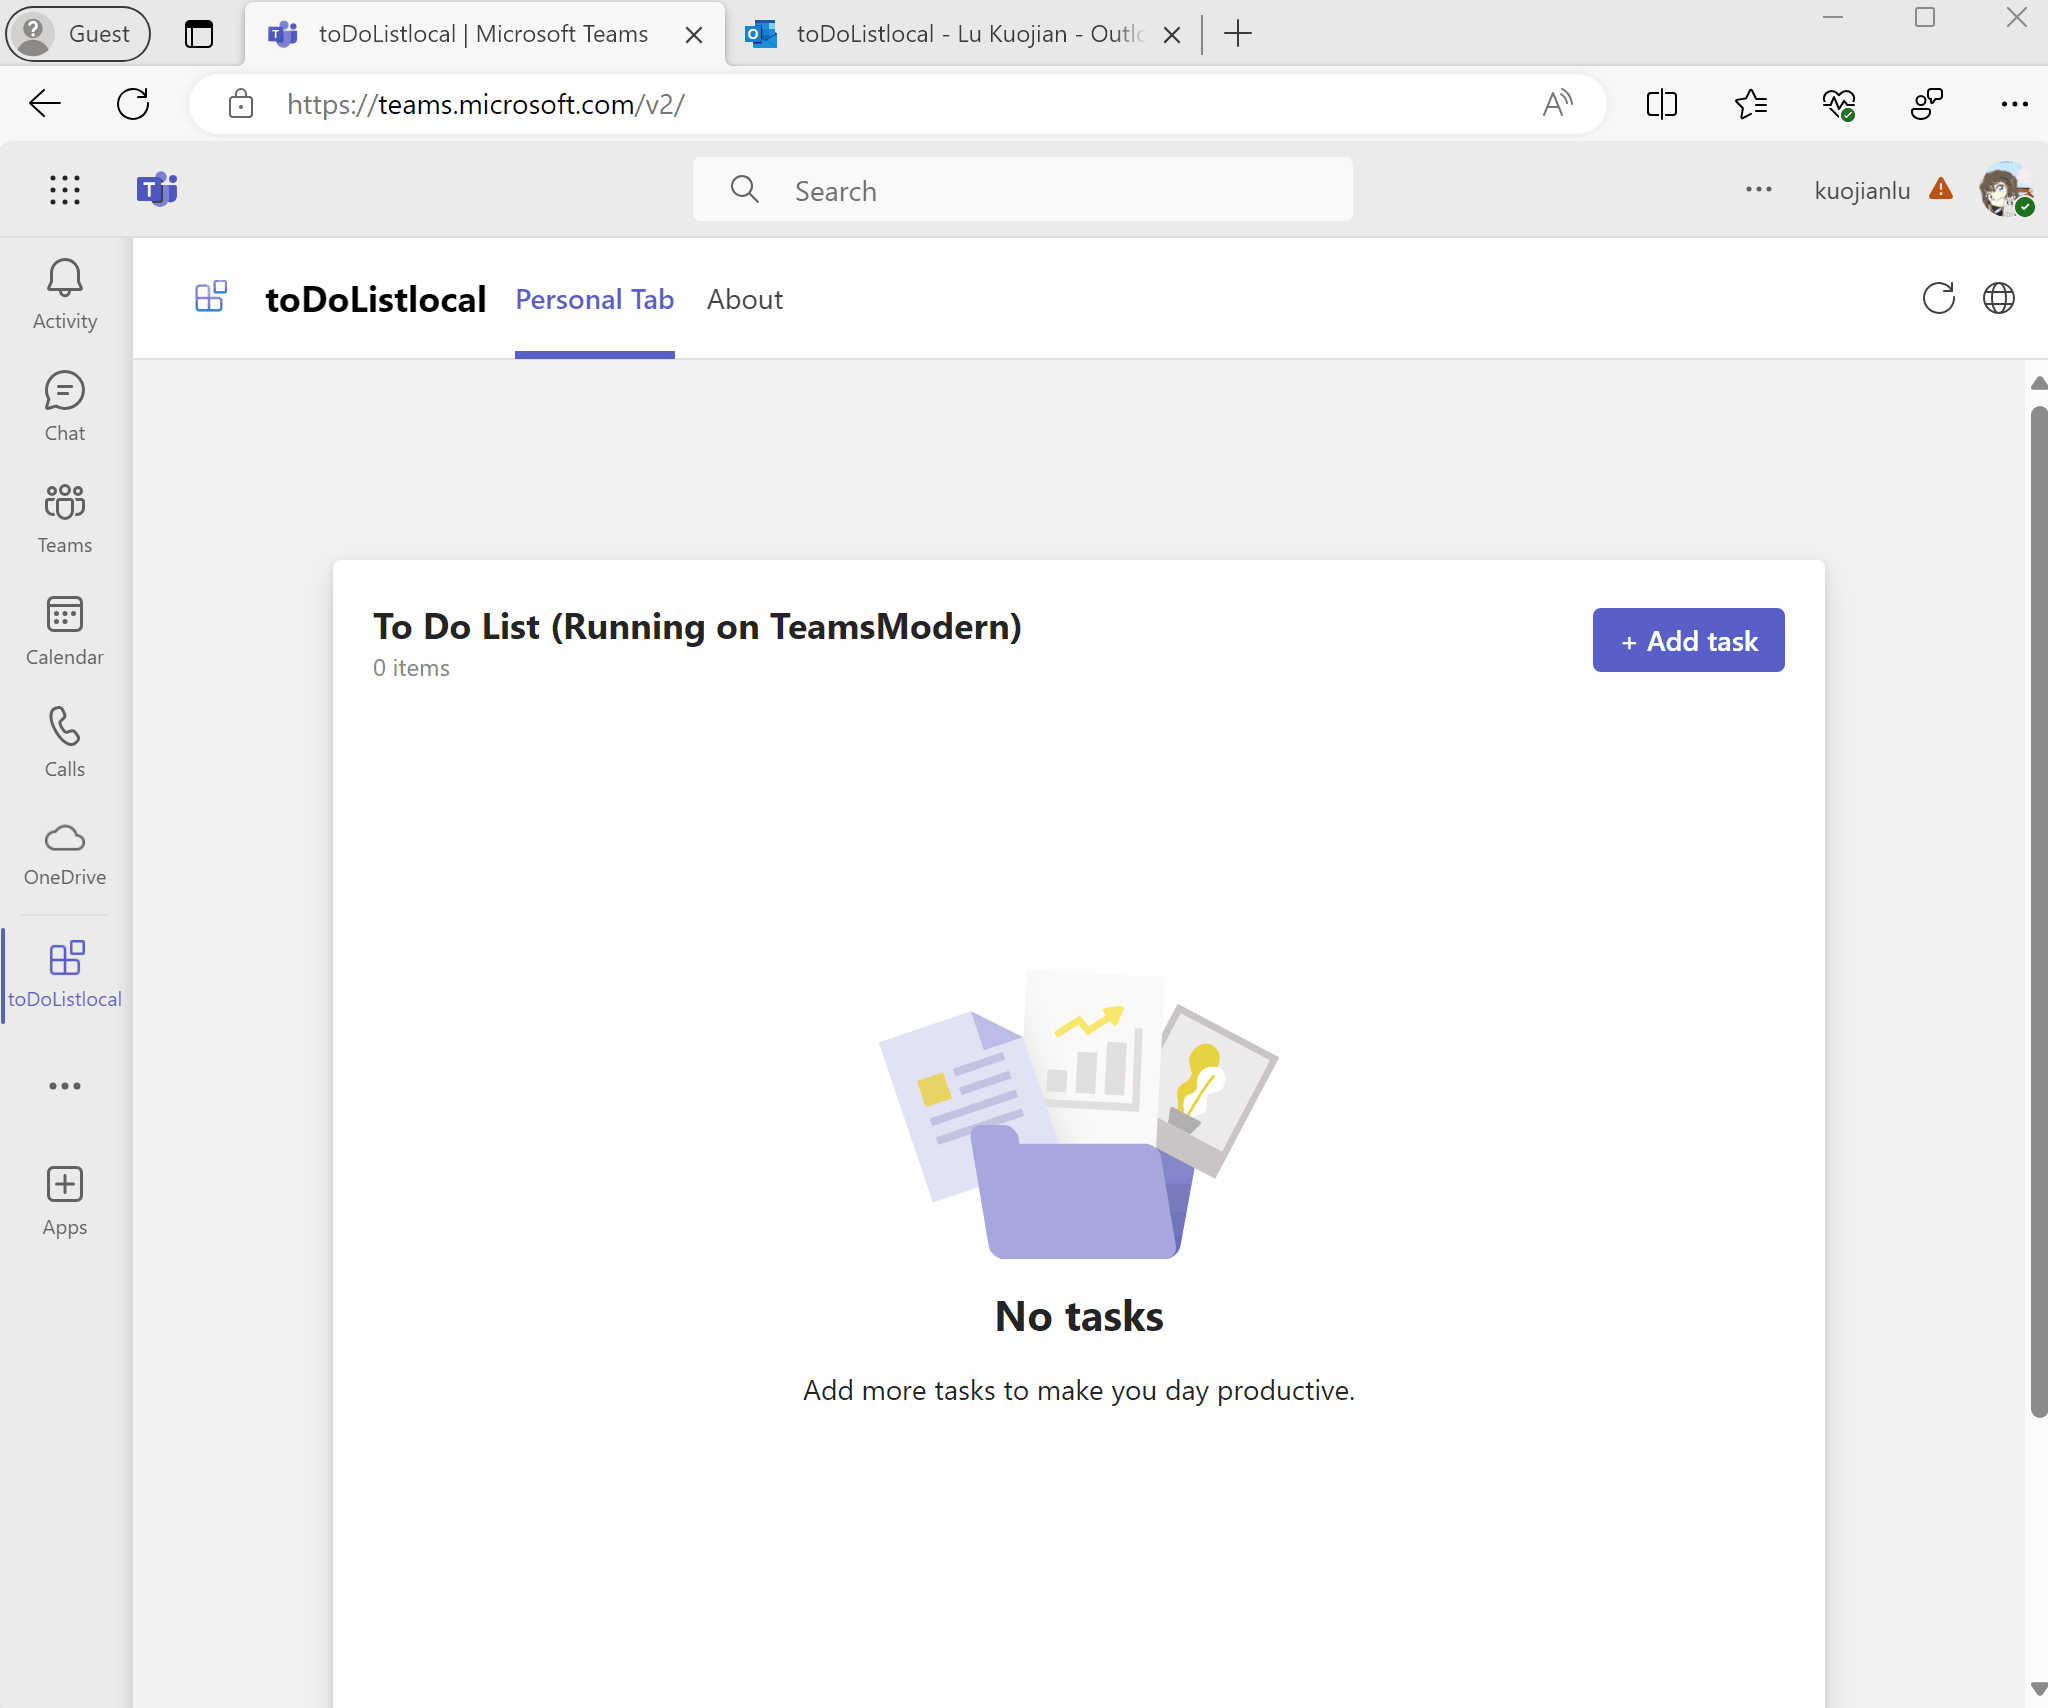 Guest
toDoListlocal | Microsoft Teams
toDoListlocal - Lu Kuojian - Outlo
https://teams.microsoft.com/v2/
Search
kuojianlu
Activity
Chat
Teams
Calendar
Calls
OneDrive
toDoListlocal
Apps
toDoListlocal
Personal Tab
About
To Do List (Running on TeamsModern)
0 items
+ Add task
No tasks
Add more tasks to make you day productive.